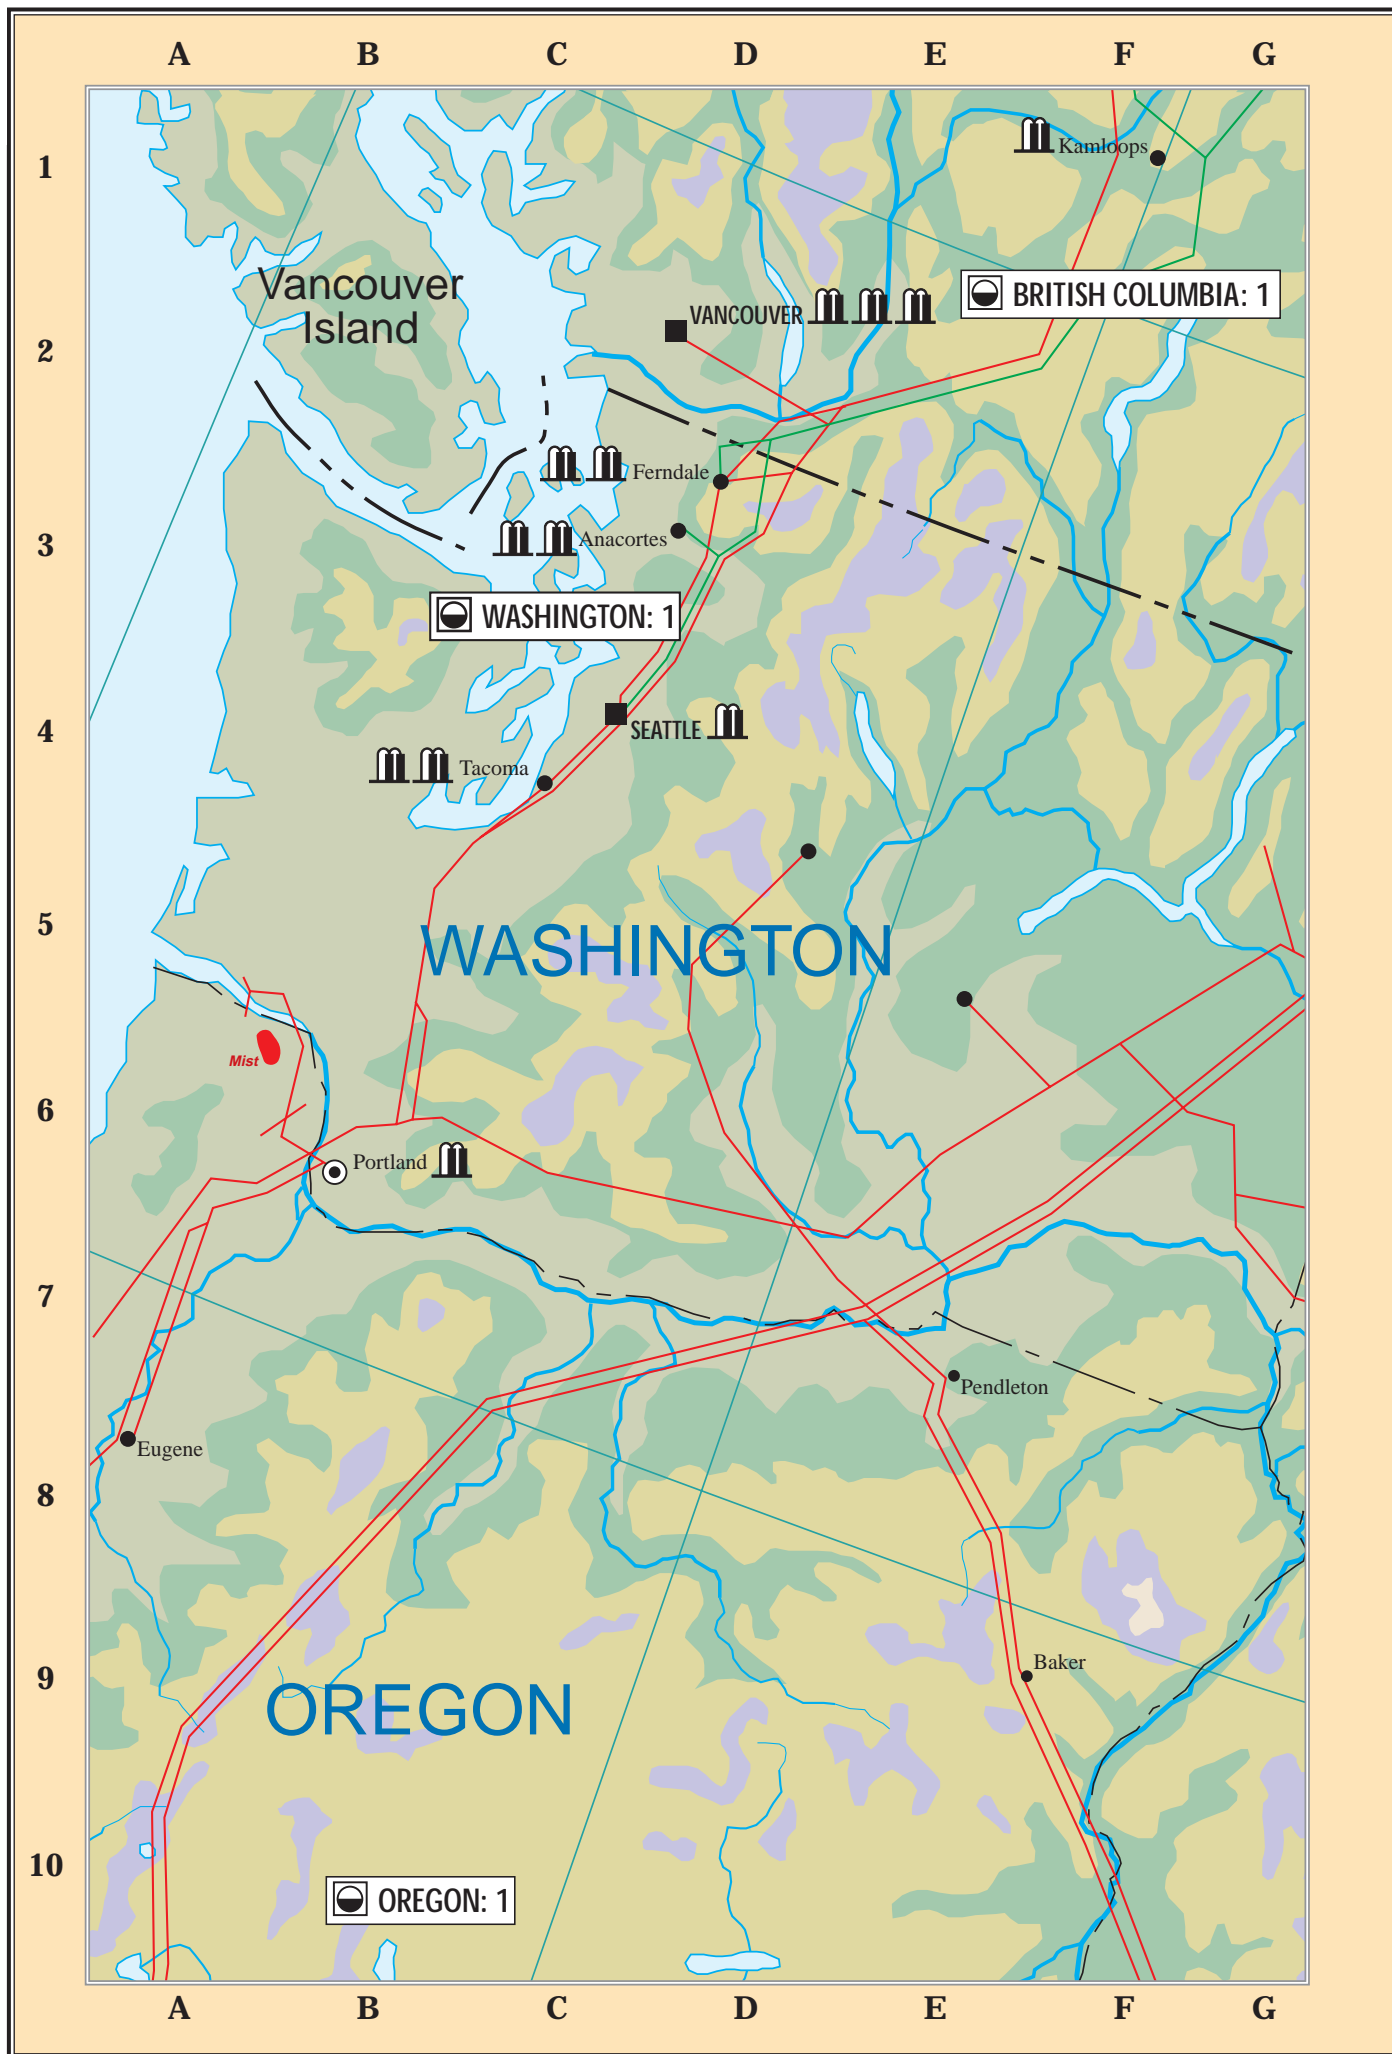 A B C D E F G
1
Kamloops
Vancouver
Island
BRITISH COLUMBIA: 1
VANCOUVER
2
Ferndale
3
Anacortes
WASHINGTON: 1
4
SEATTLE
Tacoma
5
WASHINGTON
Mist
6
Portland
7
Pendleton
Eugene
8
Baker
9
OREGON
10
OREGON: 1
A B C D E F G